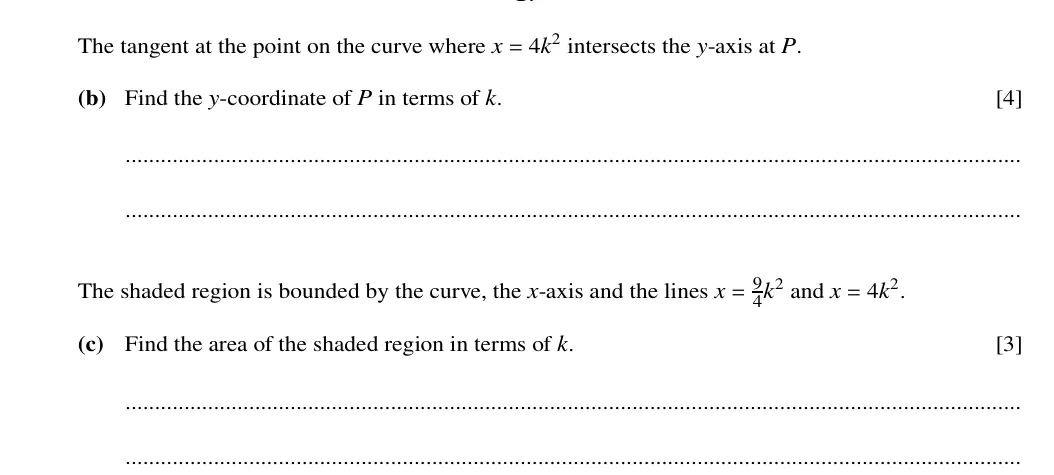 The tangent at the point on the curve where x = 4k² intersects the y-axis at P.
(b) Find the y-coordinate of P in terms of k. [4]
The shaded region is bounded by the curve, the x-axis and the lines x = 9/4 k² and x = 4k².
(c) Find the area of the shaded region in terms of k. [3]